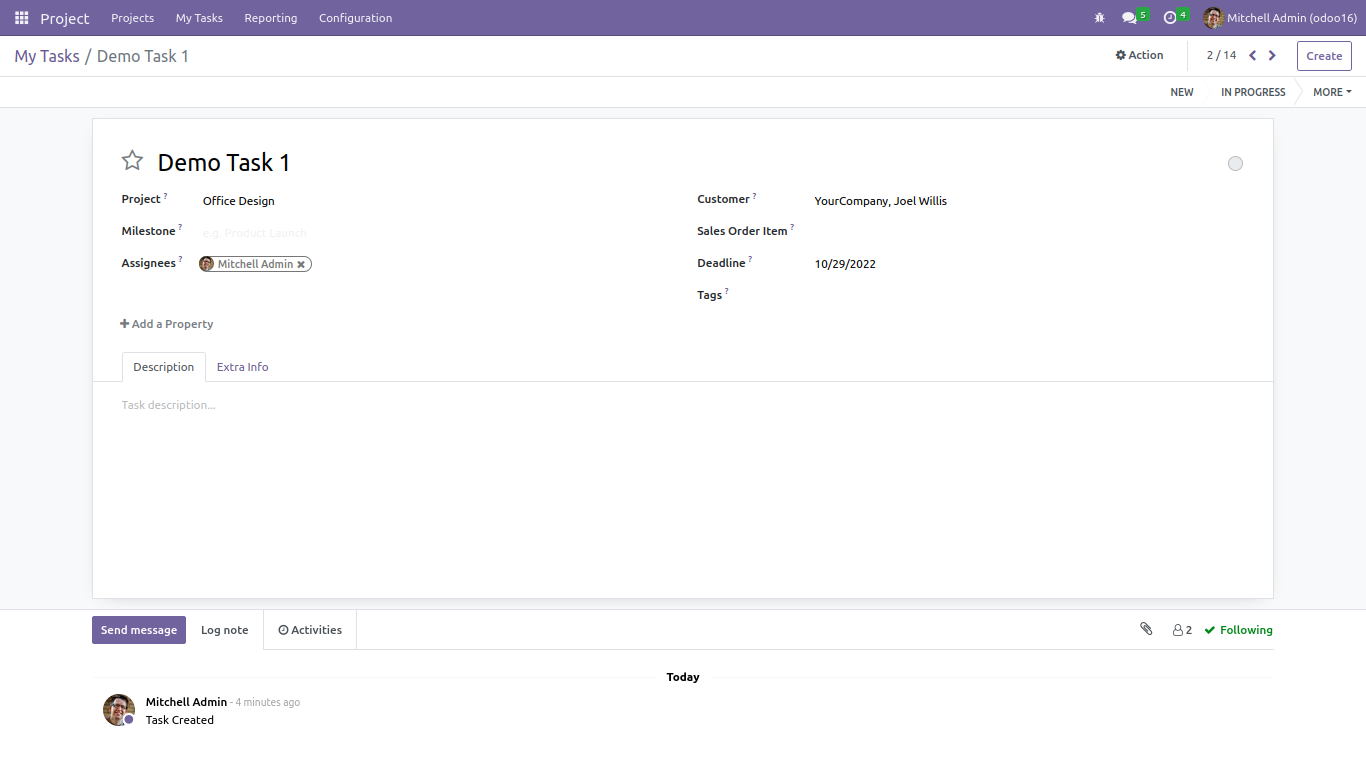 Project Projects My Tasks Reporting Configuration 5 4 Mitchell Admin (odoo16)
My Tasks / Demo Task 1 Action 2 / 14 Create
NEW IN PROGRESS MORE
Demo Task 1
Project ? Office Design Customer ? YourCompany, Joel Willis
Milestone ? e.g. Product Launch Sales Order Item ?
Assignees ? Mitchell Admin Deadline ? 10/29/2022
Tags ?
Add a Property
Description Extra Info
Task description...
Send message Log note Activities 2 Following
Today
Mitchell Admin - 4 minutes ago
Task Created